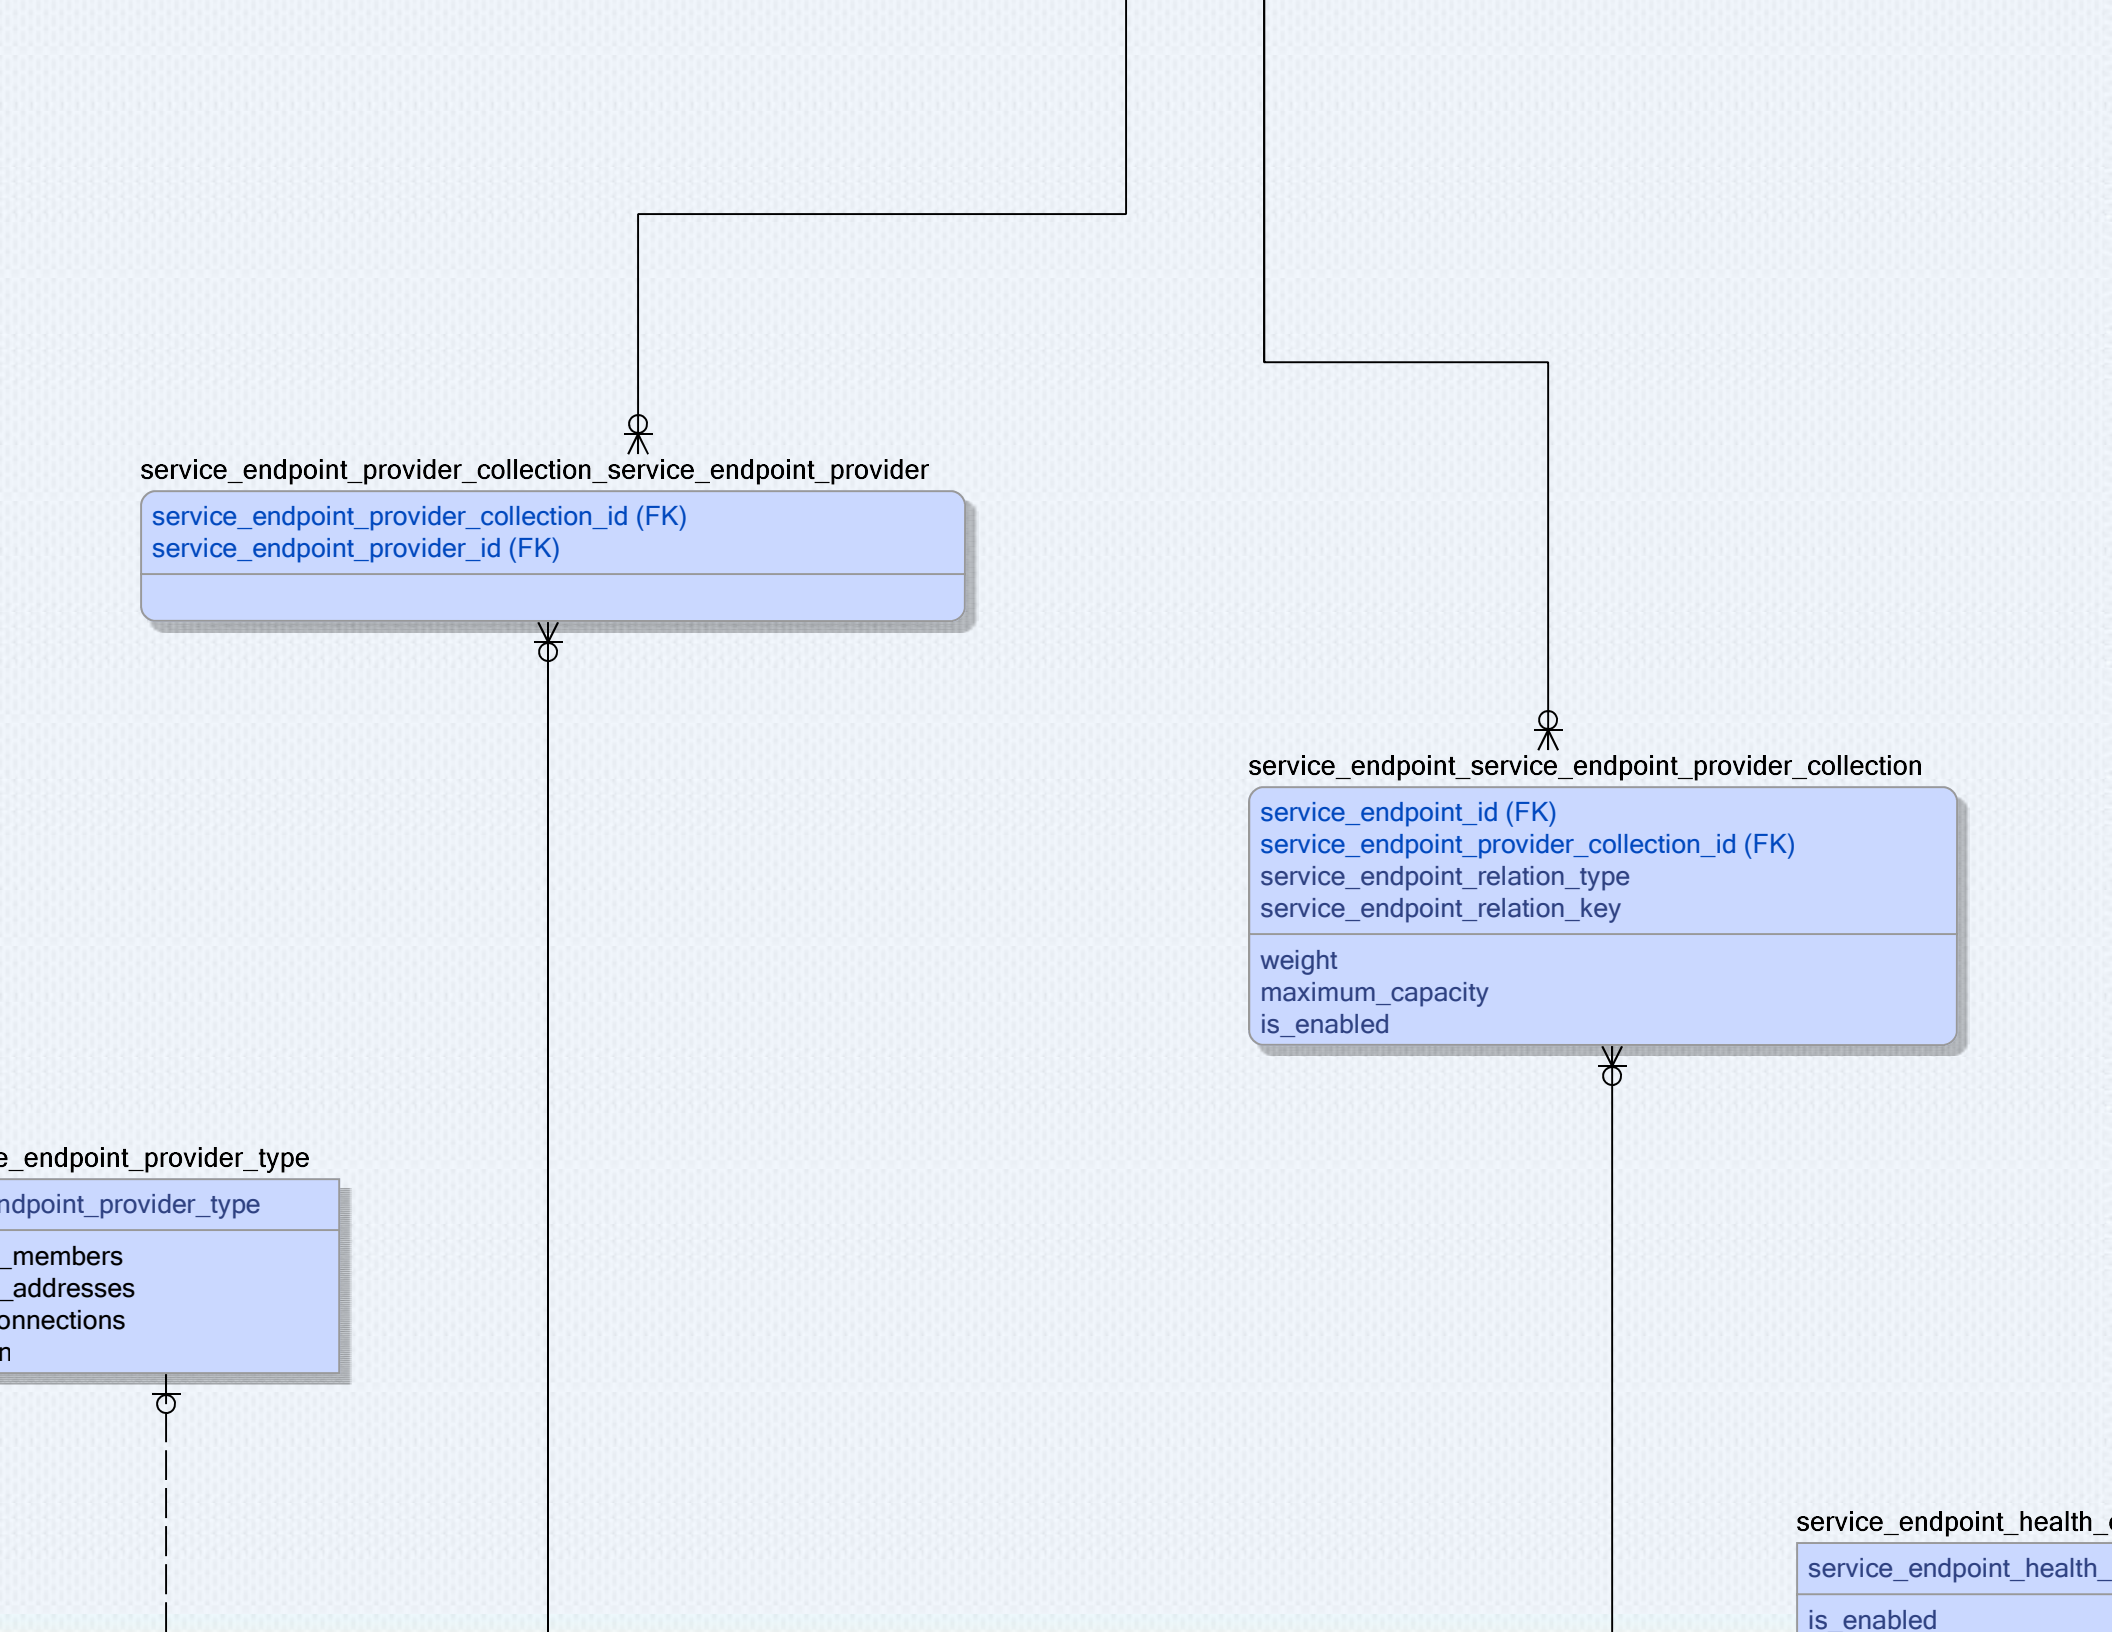 service_endpoint_provider_collection_service_endpoint_provider
service_endpoint_provider_collection_id (FK)
service_endpoint_provider_id (FK)
service_endpoint_service_endpoint_provider_collection
service_endpoint_id (FK)
service_endpoint_provider_collection_id (FK)
service_endpoint_relation_type
service_endpoint_relation_key
weight
maximum_capacity
is_enabled
e_endpoint_provider_type
ndpoint_provider_type
_members
_addresses
onnections
n
service_endpoint_health_
service_endpoint_health_
is_enabled